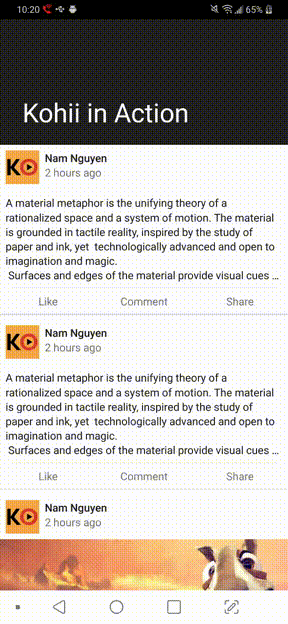 10:20
65%
Kohii in Action
KO
Nam Nguyen
2 hours ago
A material metaphor is the unifying theory of a
rationalized space and a system of motion. The material
is grounded in tactile reality, inspired by the study of
paper and ink, yet technologically advanced and open to
imagination and magic.
Surfaces and edges of the material provide visual cues ...
Like Comment Share
KO
Nam Nguyen
2 hours ago
A material metaphor is the unifying theory of a
rationalized space and a system of motion. The material
is grounded in tactile reality, inspired by the study of
paper and ink, yet technologically advanced and open to
imagination and magic.
Surfaces and edges of the material provide visual cues ...
Like Comment Share
KO
Nam Nguyen
2 hours ago